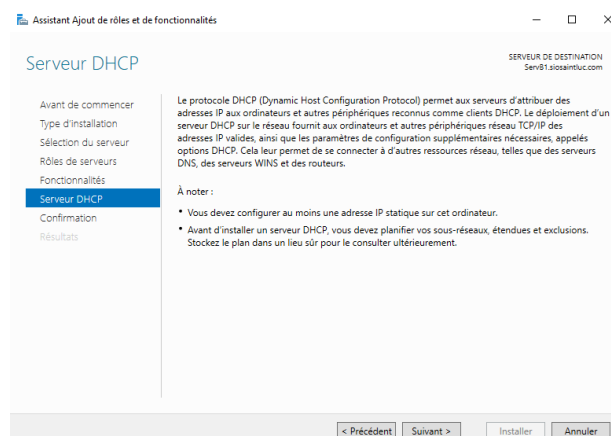 Assistant Ajout de rôles et de fonctionnalités
Serveur DHCP
SERVEUR DE DESTINATION
ServB1.siosaintluc.com
Avant de commencer
Type d'installation
Sélection du serveur
Rôles de serveurs
Fonctionnalités
Serveur DHCP
Confirmation
Résultats
Le protocole DHCP (Dynamic Host Configuration Protocol) permet aux serveurs d'attribuer des
adresses IP aux ordinateurs et autres périphériques reconnus comme clients DHCP. Le déploiement d'un
serveur DHCP sur le réseau fournit aux ordinateurs et autres périphériques réseau TCP/IP des
adresses IP valides, ainsi que les paramètres de configuration supplémentaires nécessaires, appelés
options DHCP. Cela leur permet de se connecter à d'autres ressources réseau, telles que des serveurs
DNS, des serveurs WINS et des routeurs.
À noter :
• Vous devez configurer au moins une adresse IP statique sur cet ordinateur.
• Avant d'installer un serveur DHCP, vous devez planifier vos sous-réseaux, étendues et exclusions.
Stockez le plan dans un lieu sûr pour le consulter ultérieurement.
< Précédent
Suivant >
Installer
Annuler